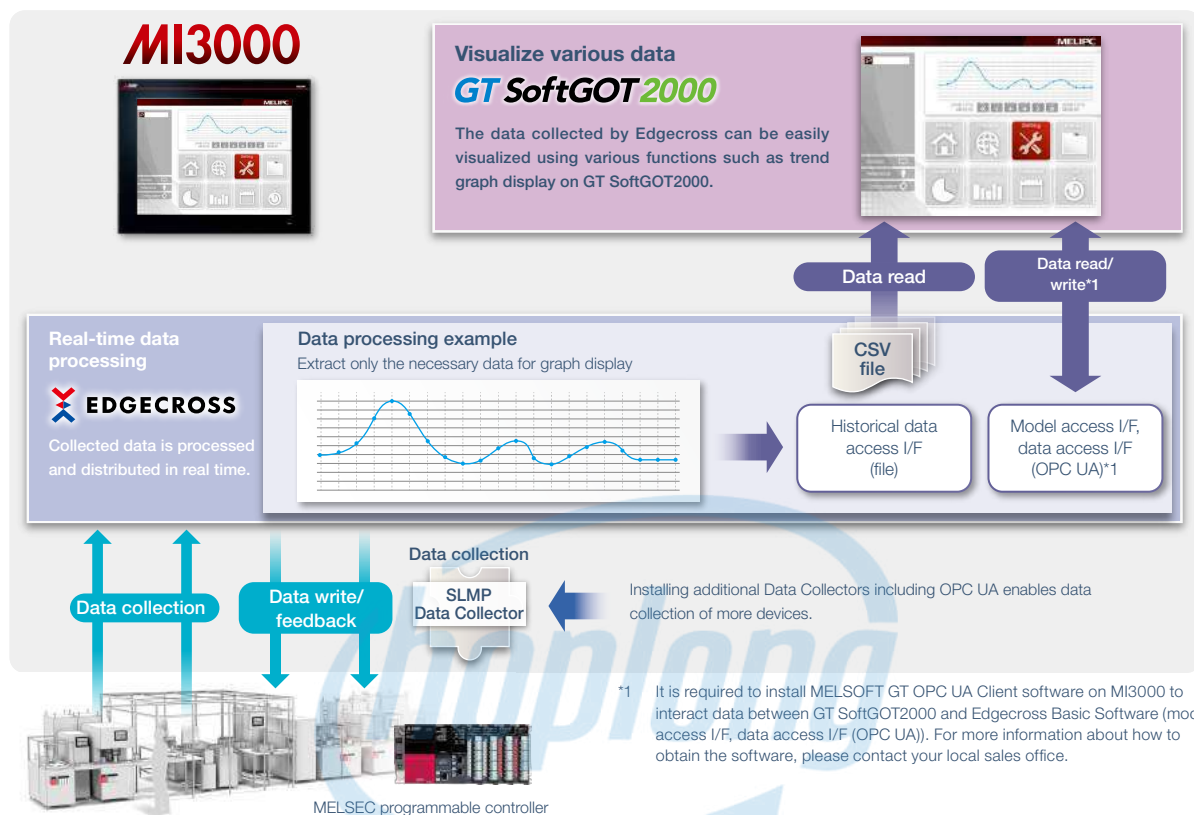 MI3000
Visualize various data
GT SoftGOT2000
The data collected by Edgecross can be easily
visualized using various functions such as trend
graph display on GT SoftGOT2000.
MELIPC
MELIPC
Data read
Data read/
write*1
Real-time data
processing
EDGECROSS
Collected data is processed
and distributed in real time.
Data processing example
Extract only the necessary data for graph display
CSV
file
Historical data
access I/F
(file)
Model access I/F,
data access I/F
(OPC UA)*1
Data collection
Data write/
feedback
Data collection
SLMP
Data Collector
Installing additional Data Collectors including OPC UA enables data
collection of more devices.
hoplong
*1 It is required to install MELSOFT GT OPC UA Client software on MI3000 to
interact data between GT SoftGOT2000 and Edgecross Basic Software (mod
access I/F, data access I/F (OPC UA)). For more information about how to
obtain the software, please contact your local sales office.
MELSEC programmable controller